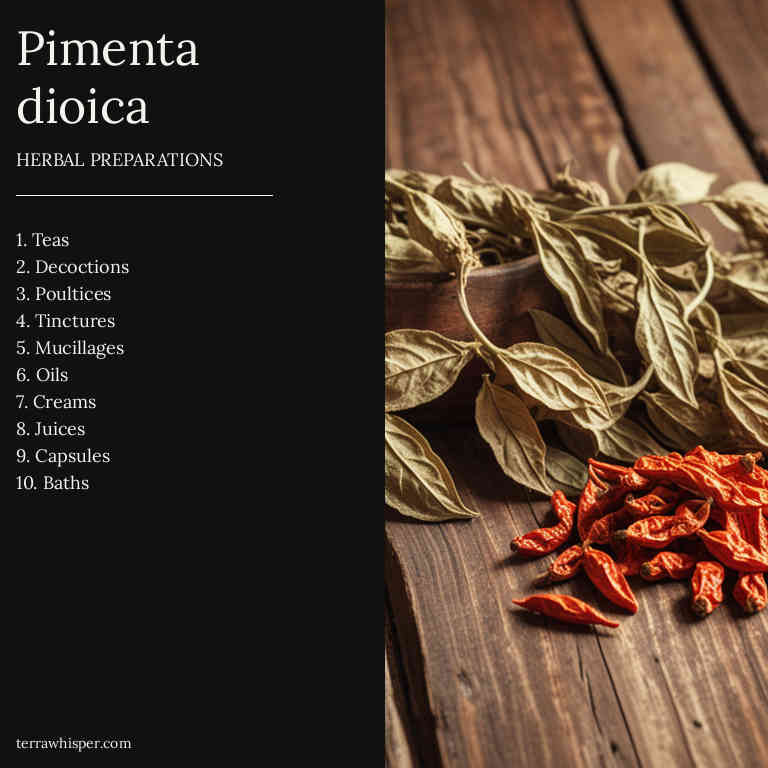 Pimenta
dioica
HERBAL PREPARATIONS
1. Teas
2. Decoctions
3. Poultices
4. Tinctures
5. Mucillages
6. Oils
7. Creams
8. Juices
9. Capsules
10. Baths
terrawhisper.com